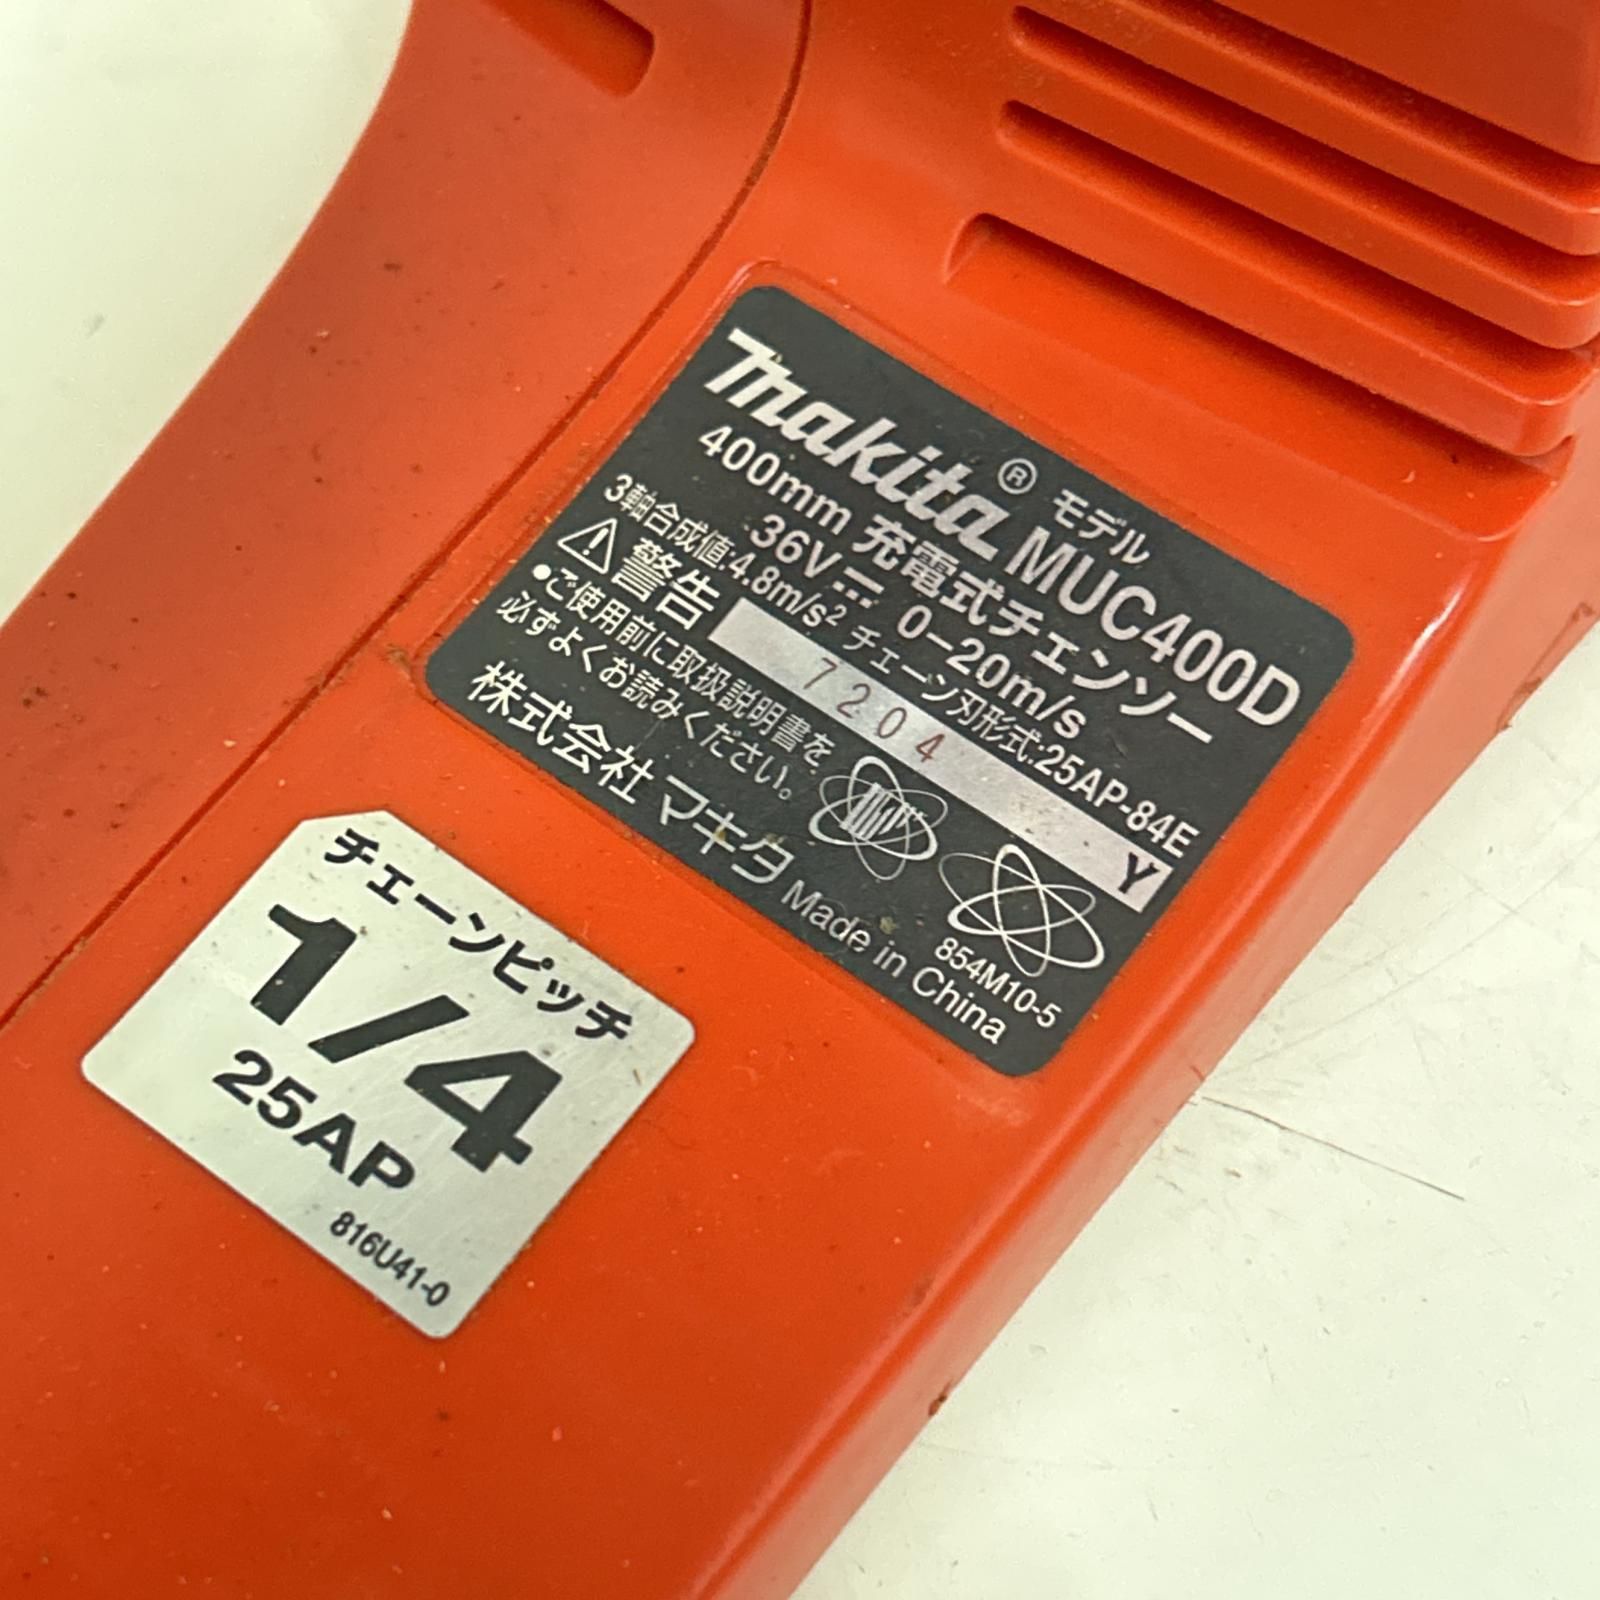 makita® モデル MUC400D
400mm 充電式チェンソー
36V⎓ 0−20m/s
3軸合成値:4.8m/s² チェーン刃形式:25AP-84E
⚠警告 7204 Y
•ご使用前に取扱説明書を
必ずよくお読みください。
株式会社マキタ Made in China
854M10-5
チェーンピッチ
1/4
25AP
816U41-0